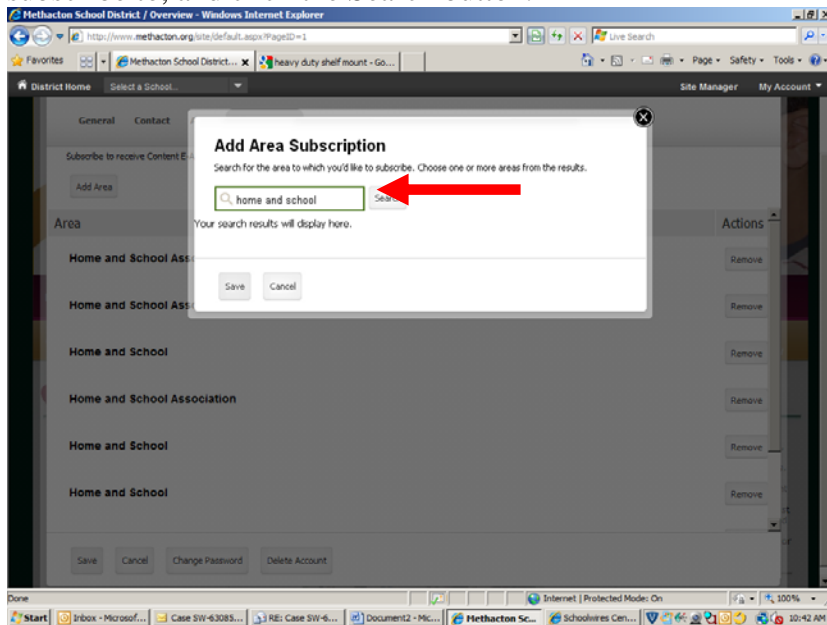 Methacton School District / Overview - Windows Internet Explorer
http://www.methacton.org/site/default.aspx?PageID=1
Live Search
Favorites
Methacton School District...
heavy duty shelf mount - Go...
Page
Safety
Tools
District Home
Select a School...
Site Manager
My Account
General
Contact
Add Area Subscription
Search for the area to which you'd like to subscribe. Choose one or more areas from the results.
Subscribe to receive Content E-
Add Area
home and school
Search
Area
Your search results will display here.
Actions
Home and School Ass
Remove
Save
Cancel
Home and School Ass
Remove
Home and School
Remove
Home and School Association
Remove
Home and School
Remove
Home and School
Remove
Save
Cancel
Change Password
Delete Account
Done
Internet | Protected Mode: On
100%
Start
Inbox - Microsof...
Case SW-63085...
RE: Case SW-6...
Document2 - Mic...
Methacton Sc...
Schoolwires Cen...
10:42 AM